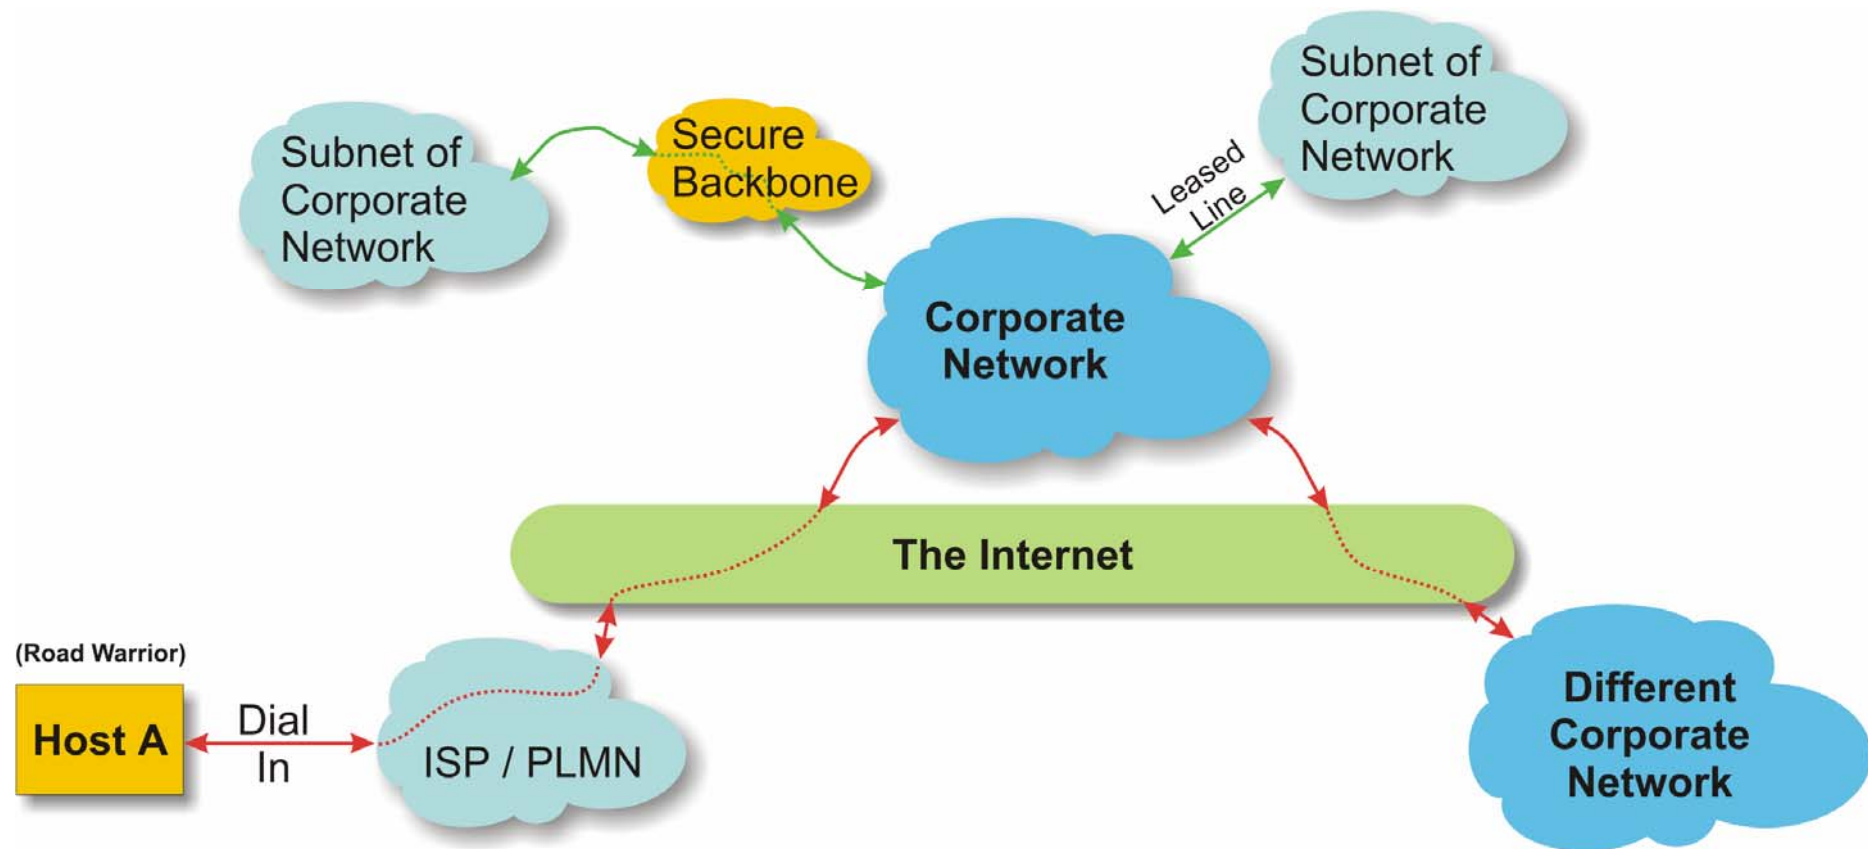 Subnet of
Corporate
Network
Secure
Backbone
Leased
Line
Subnet of
Corporate
Network
Corporate
Network
The Internet
(Road Warrior)
Host A
Dial
In
ISP / PLMN
Different
Corporate
Network